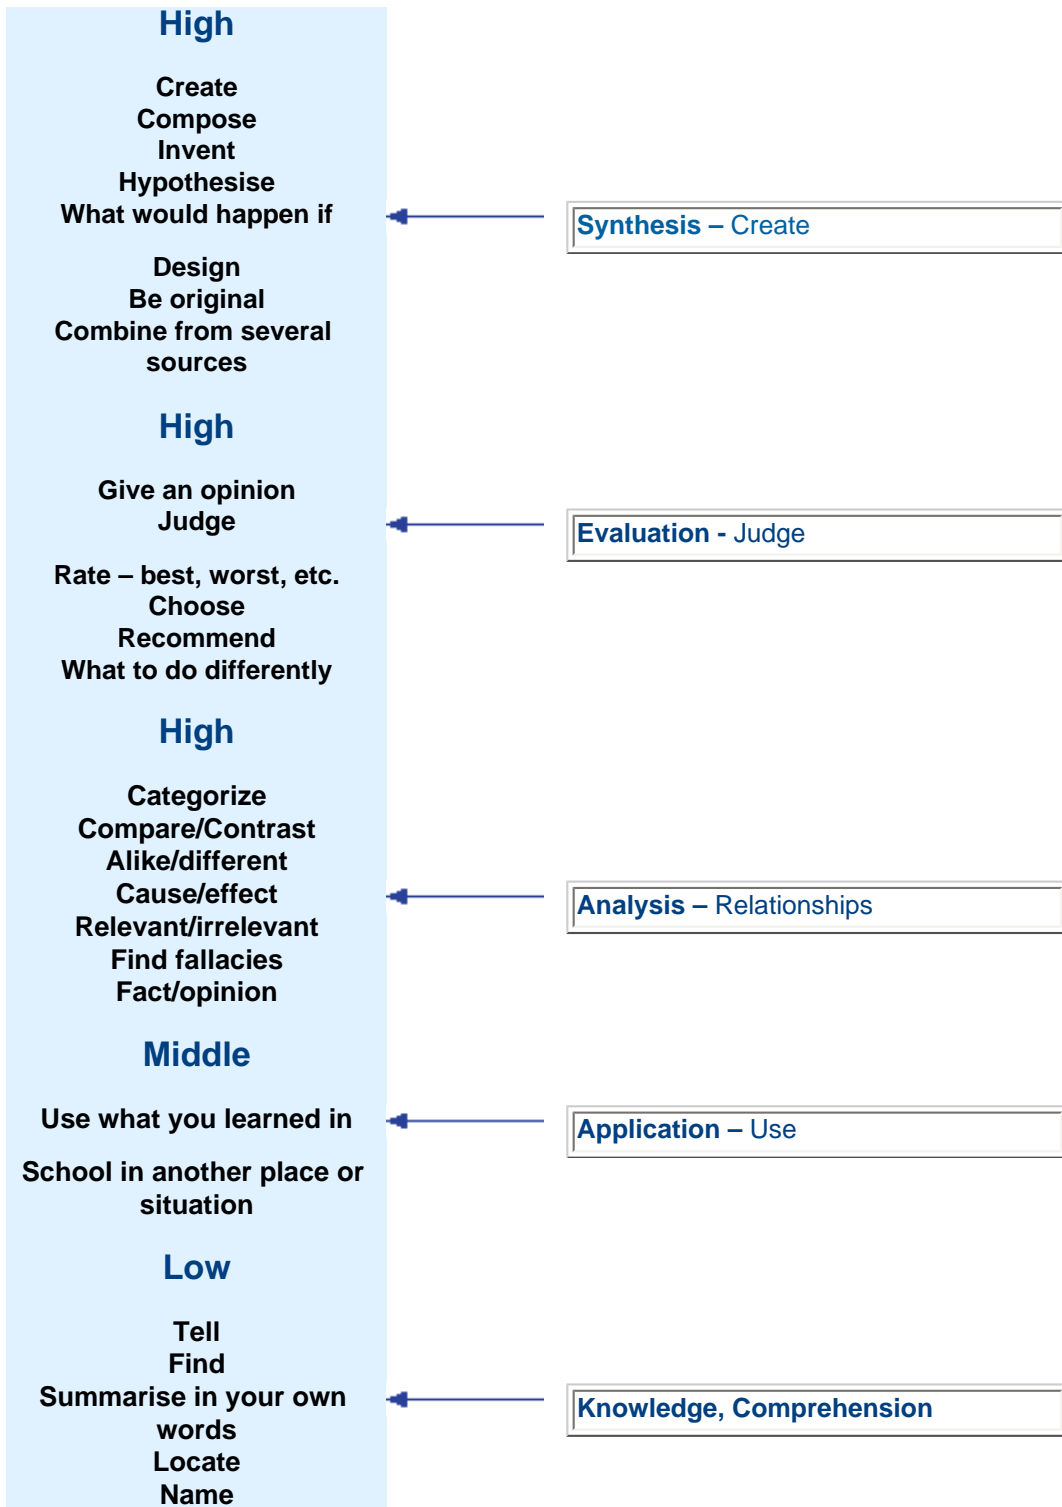 High
Create
Compose
Invent
Hypothesise
What would happen if
Synthesis – Create
Design
Be original
Combine from several
sources
High
Give an opinion
Judge
Evaluation - Judge
Rate – best, worst, etc.
Choose
Recommend
What to do differently
High
Categorize
Compare/Contrast
Alike/different
Cause/effect
Analysis – Relationships
Relevant/irrelevant
Find fallacies
Fact/opinion
Middle
Use what you learned in
Application – Use
School in another place or
situation
Low
Tell
Find
Summarise in your own
words
Knowledge, Comprehension
Locate
Name